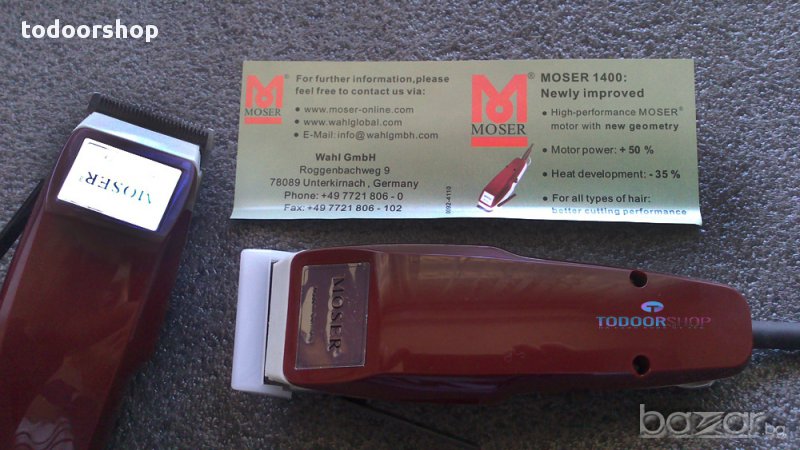 todoorshop
MOSER
®
For further information,please
feel free to contact us via:
• www.moser-online.com
• www.wahlglobal.com
• E-Mail: info@wahlgmbh.com
Wahl GmbH
Roggenbachweg 9
78089 Unterkirnach, Germany
Phone: +49 7721 806 - 0
Fax: +49 7721 806 - 102
MOSER
®
MOSER 1400:
Newly improved
• High-performance MOSER®
motor with new geometry
• Motor power: + 50 %
• Heat development: - 35 %
• For all types of hair:
better cutting performance
MOSER
MOSER
TODOORSHOP
bazar.bg